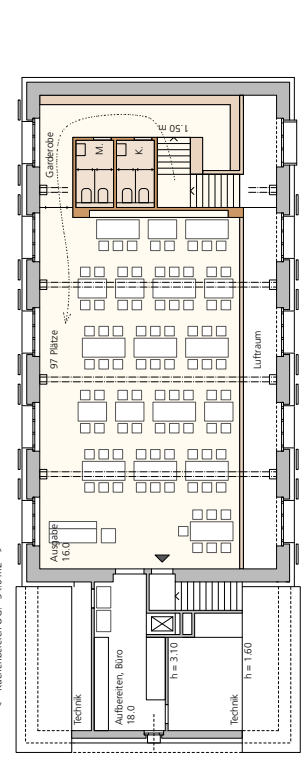 Garderobe
M.
K.
1.50 m
97 Plätze
Luftraum
Ausgabe
16.0
Aufbereiten, Büro
18.0
Technik
h = 3.10
Technik
h = 1.60